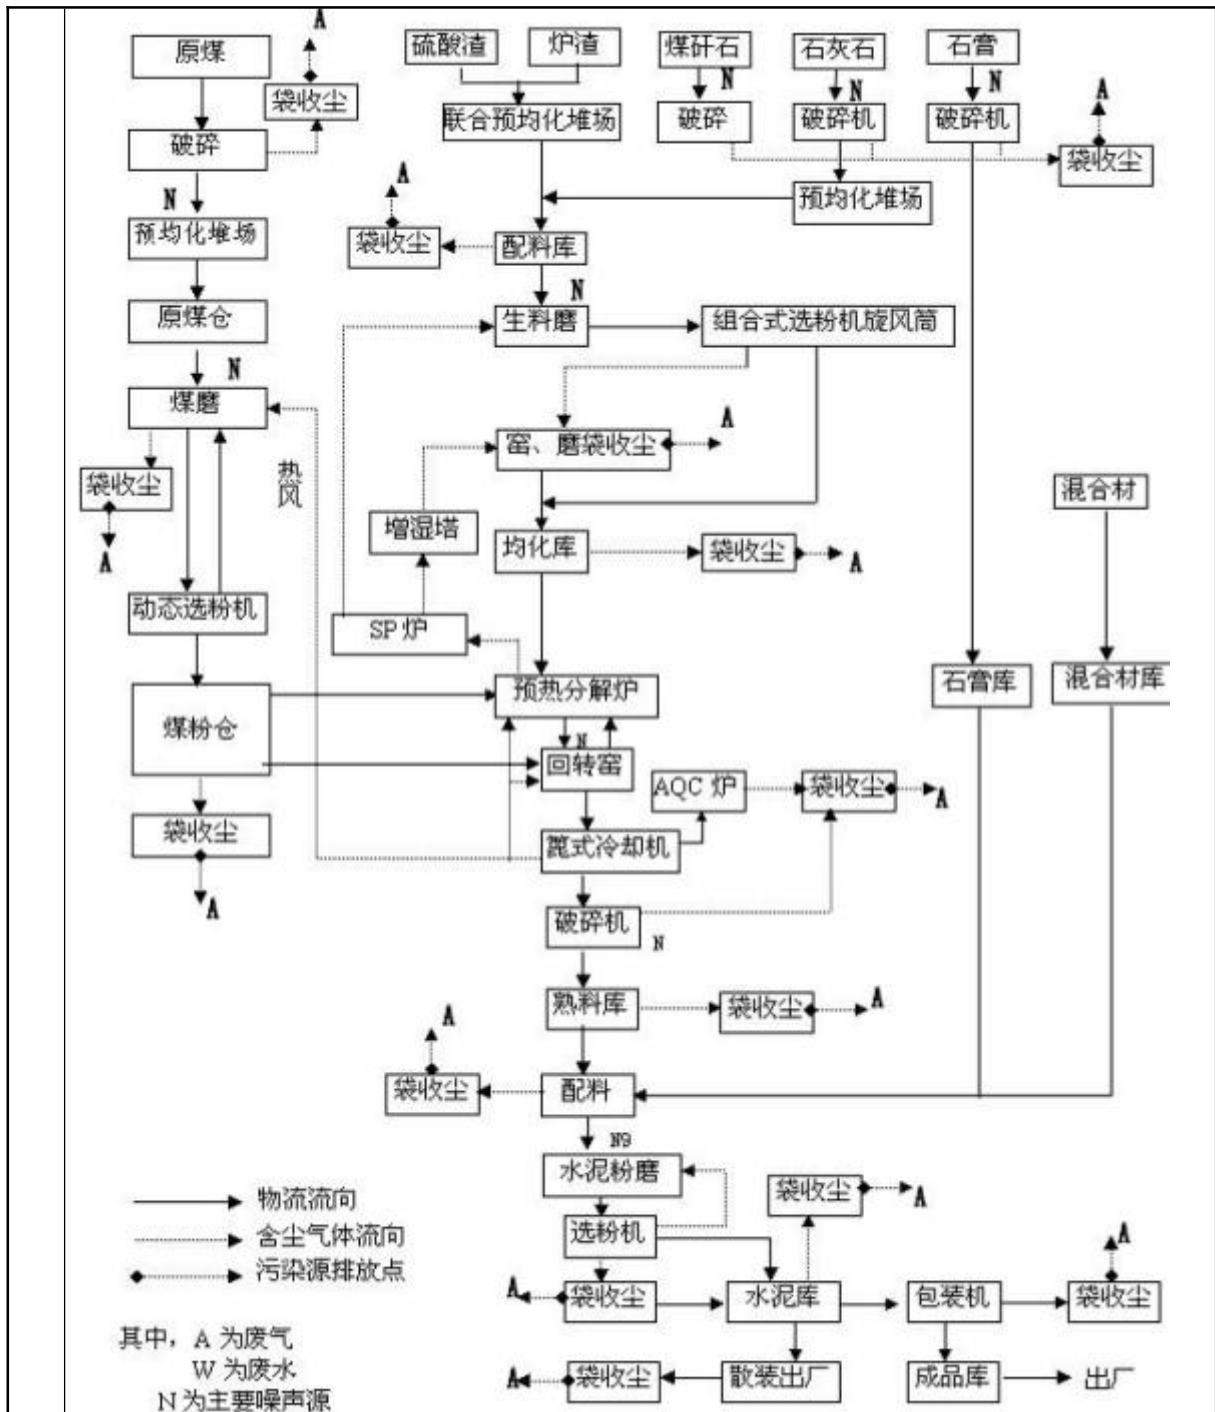 A
原煤
硫酸渣
炉渣
煤矸石
石灰石
石膏
袋收尘
N
N
N
A
破碎
联合预均化堆场
破碎
破碎机
破碎机
袋收尘
N
A
预均化堆场
预均化堆场
袋收尘
配料库
N
原煤仓
生料磨
组合式选粉机旋风筒
N
煤磨
A
窑、磨袋收尘
热
风
袋收尘
混合材
A
增湿塔
均化库
袋收尘
A
动态选粉机
SP 炉
预热分解炉
石膏库
混合材库
煤粉仓
N
回转窑
AQC 炉
袋收尘
A
袋收尘
篦式冷却机
A
破碎机
N
熟料库
袋收尘
A
A
袋收尘
配料
N9
水泥粉磨
袋收尘
A
物流流向
选粉机
含尘气体流向
A
污染源排放点
A
袋收尘
水泥库
包装机
袋收尘
其中，A 为废气
W 为废水
N 为主要噪声源
A
袋收尘
散装出厂
成品库
出厂